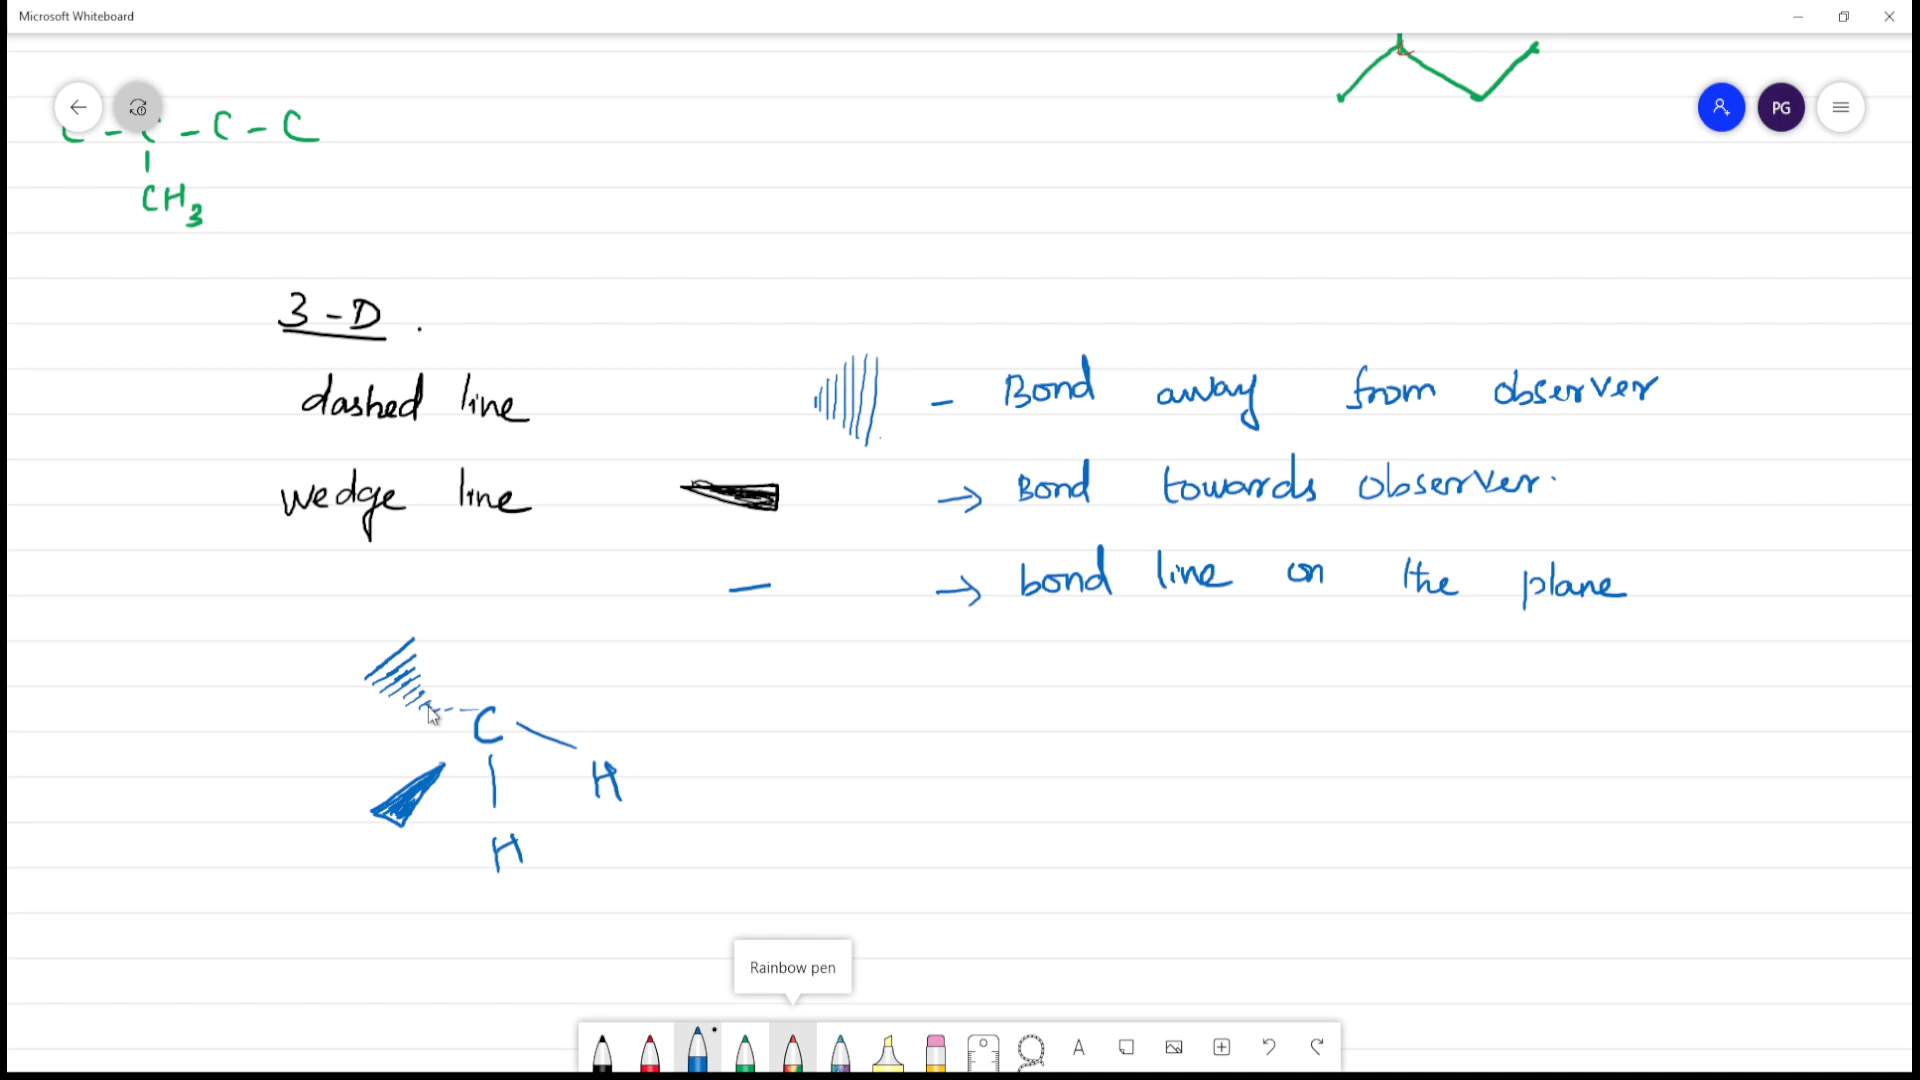 Microsoft Whiteboard
PG
C - C - C - C
CH3
3-D.
dashed line - Bond away from observer
wedge line → Bond towards observer.
— → bond line on the plane
C
H
H
Rainbow pen
A